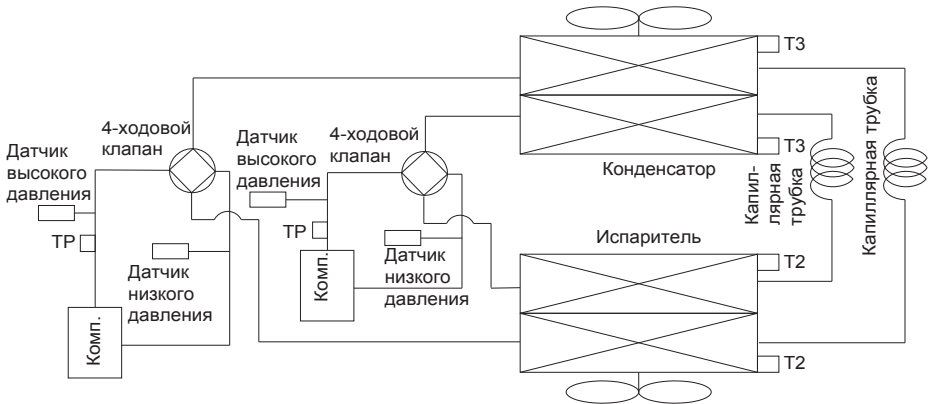 T3
4-ходовой
клапан
Датчик
высокого
давления
TP
Датчик
низкого
давления
Комп.
Датчик
высокого
давления
4-ходовой
клапан
TP
Датчик
низкого
давления
Комп.
T3
Конденсатор
Капил-
лярная
трубка
Капиллярная трубка
Испаритель
T2
T2